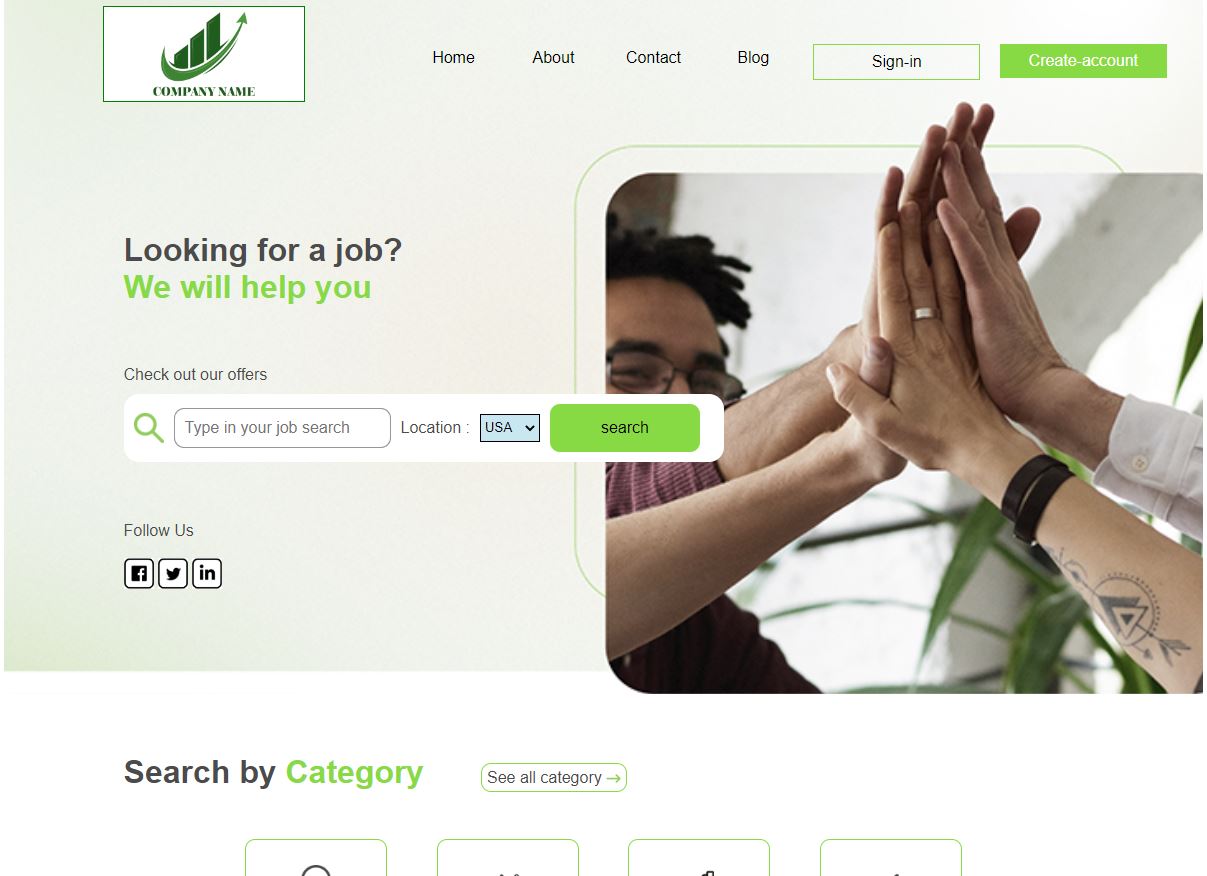 COMPANY NAME
Home
About
Contact
Blog
Sign-in
Create-account
Looking for a job?
We will help you
Check out our offers
Type in your job search
Location :
USA
search
Follow Us
in
Search by Category
See all category →